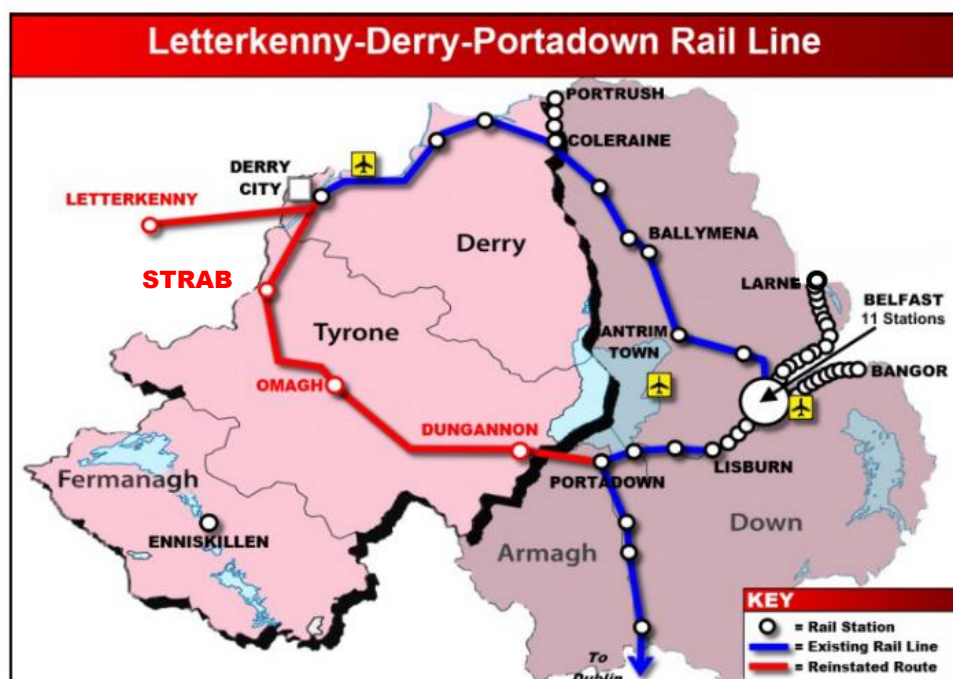 Letterkenny-Derry-Portadown Rail Line
PORTRUSH
COLERAINE
DERRY
CITY
LETTERKENNY
Derry
BALLYMENA
STRAB
LARNE
BELFAST
11 Stations
Tyrone
ANTRIM
TOWN
OMAGH
BANGOR
DUNGANNON
LISBURN
Fermanagh
PORTADOWN
Down
ENNISKILLEN
Armagh
KEY
= Rail Station
= Existing Rail Line
= Reinstated Route
To
Dublin